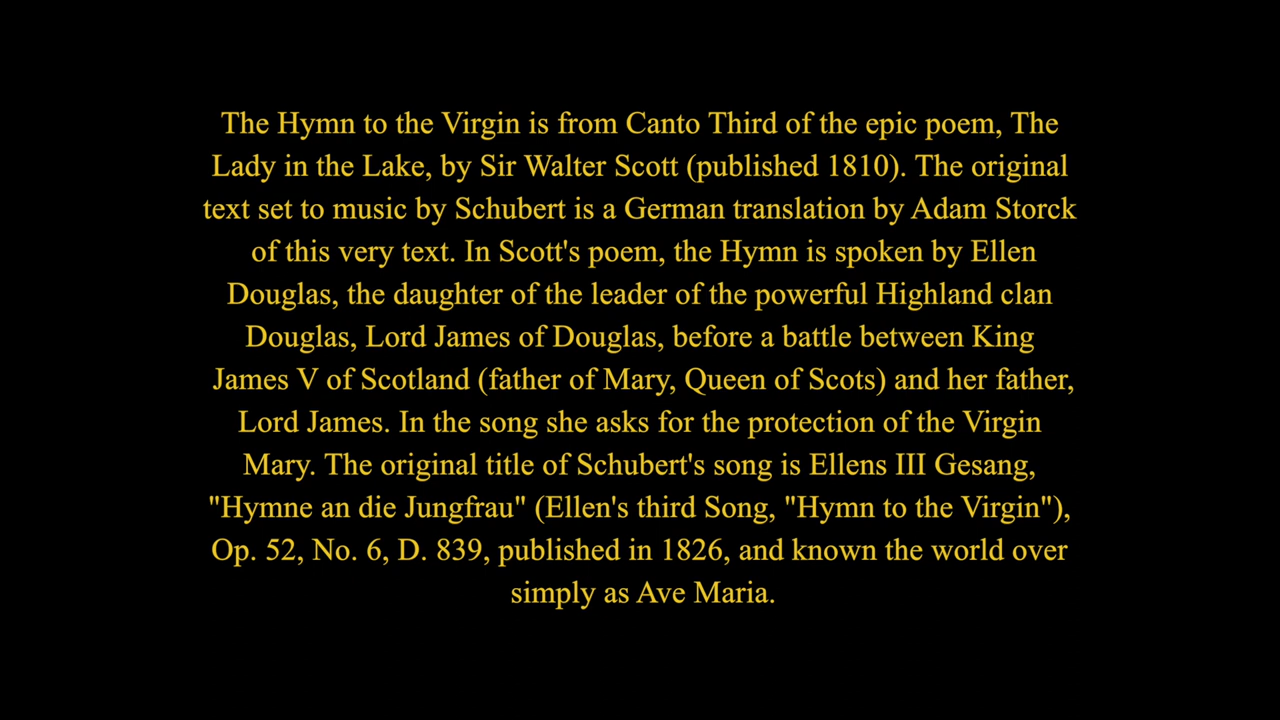 The Hymn to the Virgin is from Canto Third of the epic poem, The
Lady in the Lake, by Sir Walter Scott (published 1810). The original
text set to music by Schubert is a German translation by Adam Storck
of this very text. In Scott's poem, the Hymn is spoken by Ellen
Douglas, the daughter of the leader of the powerful Highland clan
Douglas, Lord James of Douglas, before a battle between King
James V of Scotland (father of Mary, Queen of Scots) and her father,
Lord James. In the song she asks for the protection of the Virgin
Mary. The original title of Schubert's song is Ellens III Gesang,
"Hymne an die Jungfrau" (Ellen's third Song, "Hymn to the Virgin"),
Op. 52, No. 6, D. 839, published in 1826, and known the world over
simply as Ave Maria.